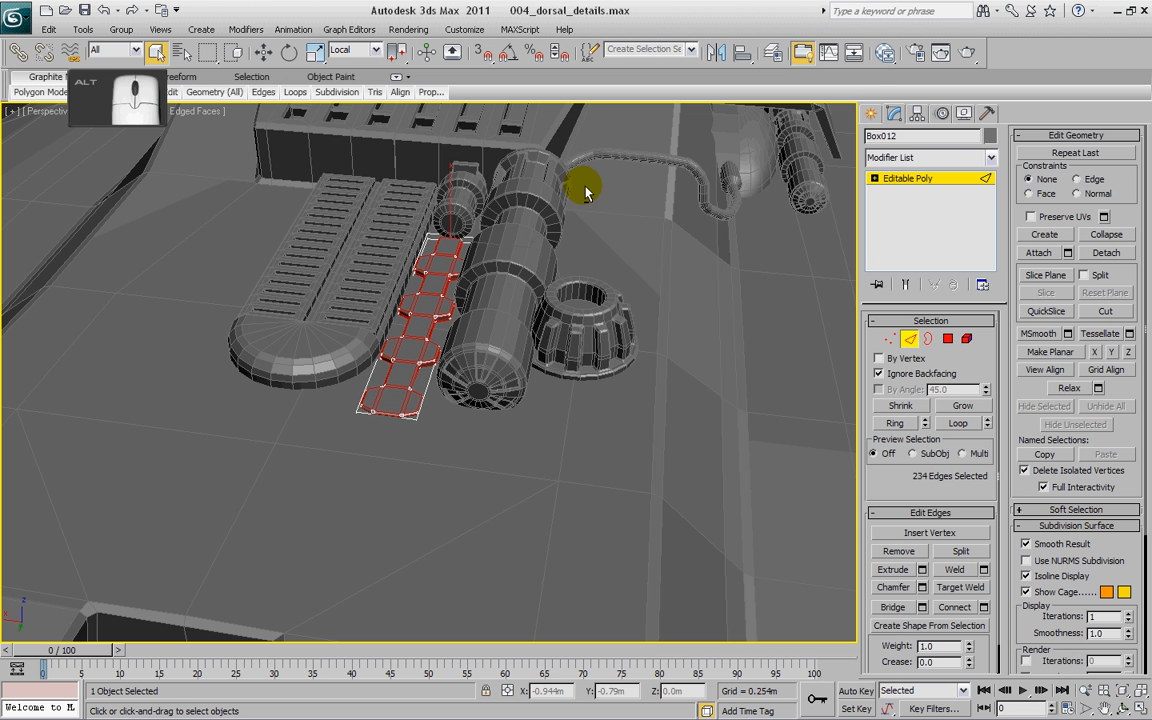 Autodesk 3ds Max 2011 004_dorsal_details.max
Type a keyword or phrase
Edit Tools Group Views Create Modifiers Animation Graph Editors Rendering Customize MAXScript Help
All Local Create Selection Se
Graphite Selection Object Paint
Polygon Mode Geometry (All) Edges Loops Subdivision Tris Align Prop...
ALT
Edged Faces ]
Box012
Modifier List
Editable Poly
Selection
By Vertex
Ignore Backfacing
By Angle: 45.0
Shrink Grow
Ring Loop
Preview Selection
Off SubObj Multi
234 Edges Selected
Edit Edges
Insert Vertex
Remove Split
Extrude Weld
Chamfer Target Weld
Bridge Connect
Create Shape From Selection
Weight: 1.0
Crease: 0.0
Edit Geometry
Repeat Last
Constraints
None Edge
Face Normal
Preserve UVs
Create Collapse
Attach Detach
Slice Plane Split
Slice Reset Plane
QuickSlice Cut
MSmooth Tessellate
Make Planar X Y Z
View Align Grid Align
Relax
Hide Selected Unhide All
Hide Unselected
Named Selections:
Copy Paste
Delete Isolated Vertices
Full Interactivity
Soft Selection
Subdivision Surface
Smooth Result
Use NURMS Subdivision
Isoline Display
Show Cage......
Display
Iterations: 1
Smoothness: 1.0
Render
Iterations: 0
z
x
0 / 100
0 5 10 15 20 25 30 35 40 45 50 55 60 65 70 75 80 85 90 95 100
1 Object Selected X: -0.944m Y: -0.79m Z: 0.0m Grid = 0.254m Auto Key Selected
Welcome to M Click or click-and-drag to select objects Add Time Tag Set Key Key Filters... 0